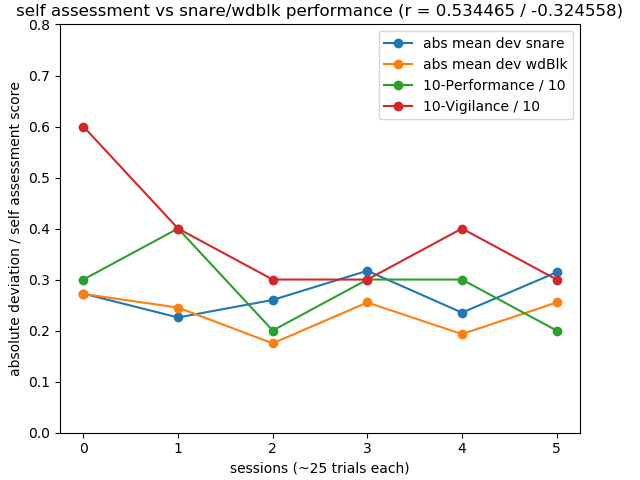 self assessment vs snare/wdblk performance (r = 0.534465 / -0.324558)
abs mean dev snare
abs mean dev wdBlk
10-Performance / 10
10-Vigilance / 10
absolute deviation / self assessment score
0.8
0.7
0.6
0.5
0.4
0.3
0.2
0.1
0.0
0 1 2 3 4 5
sessions (~25 trials each)